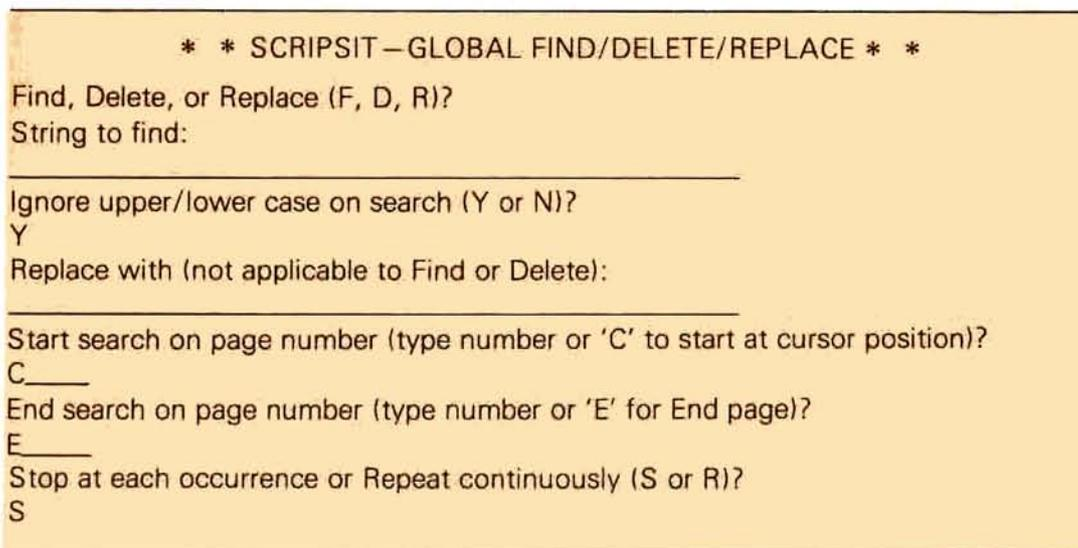 * * SCRIPSIT—GLOBAL FIND/DELETE/REPLACE * *
Find, Delete, or Replace (F, D, R)?
String to find:
Ignore upper/lower case on search (Y or N)?
Y
Replace with (not applicable to Find or Delete):
Start search on page number (type number or 'C' to start at cursor position)?
C____
End search on page number (type number or 'E' for End page)?
E____
Stop at each occurrence or Repeat continuously (S or R)?
S